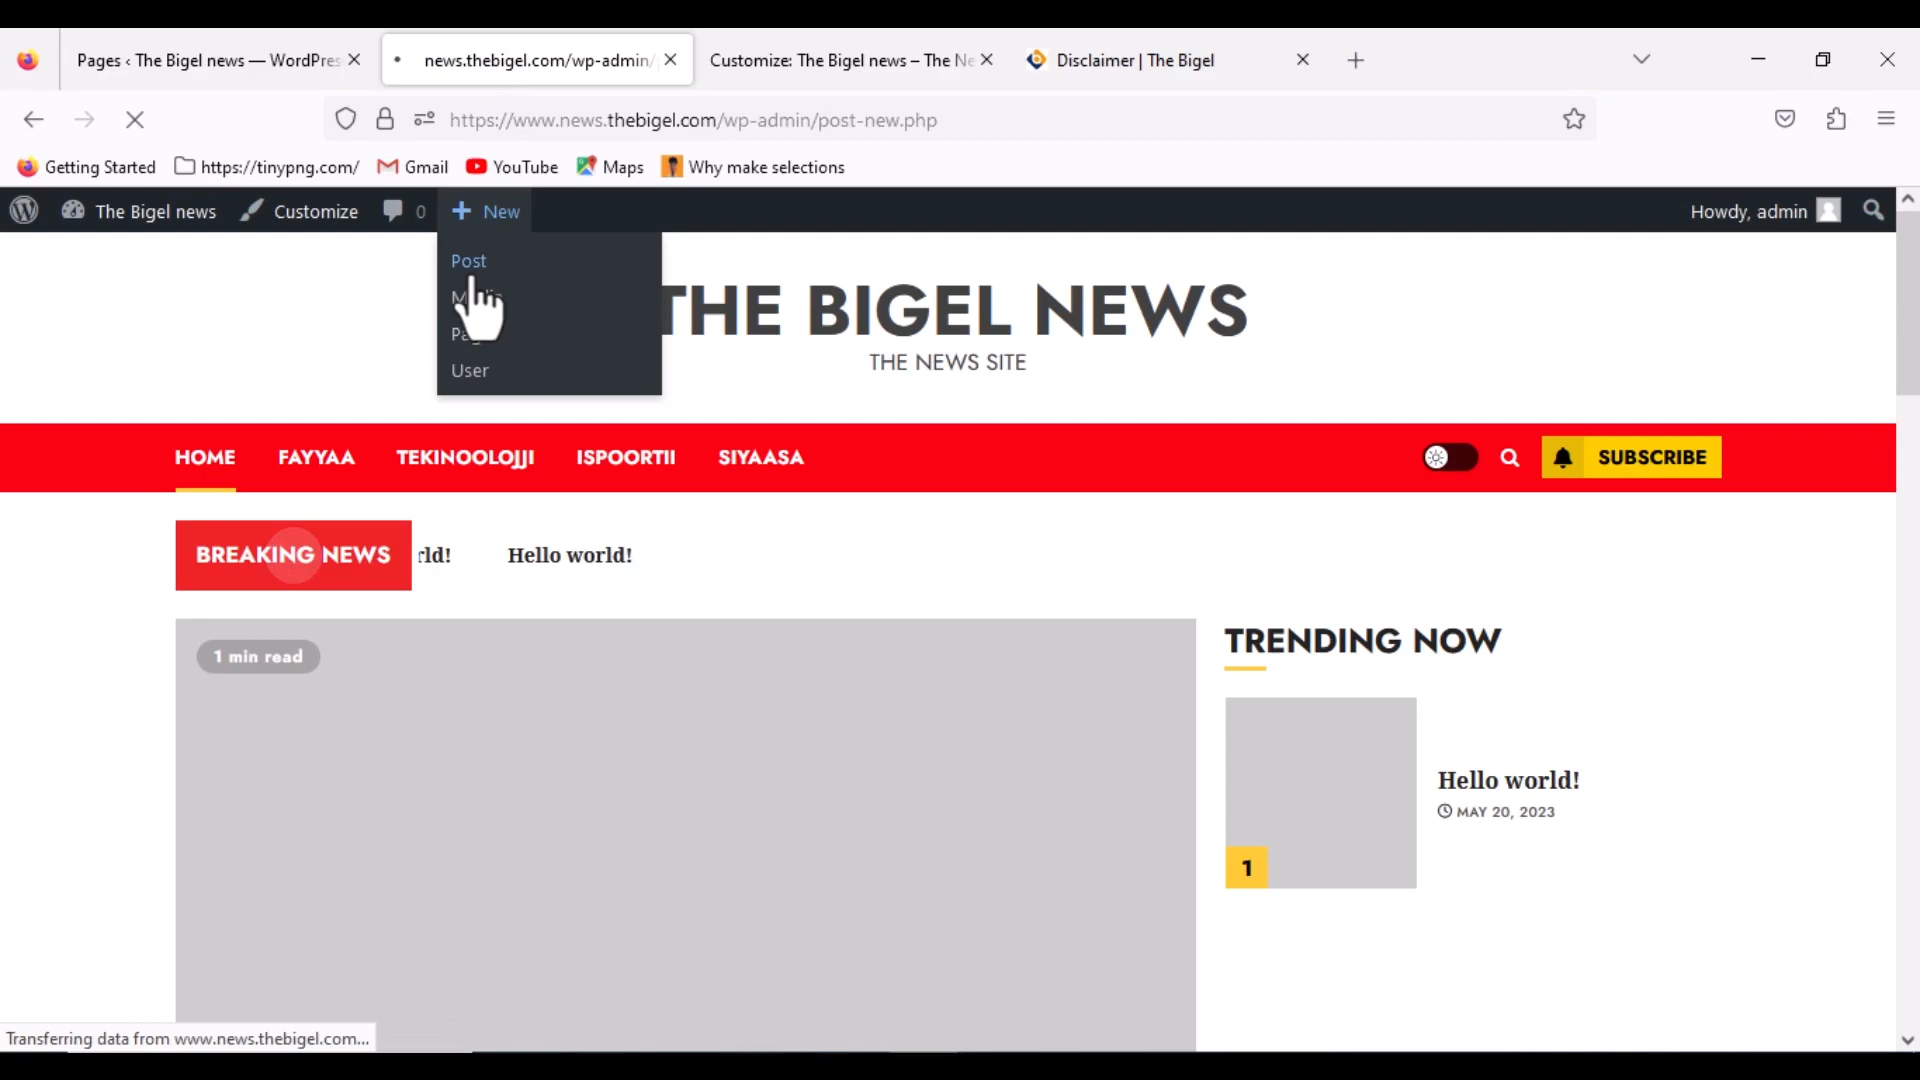 Pages ‹ The Bigel news — WordPres
news.thebigel.com/wp-admin/
Customize: The Bigel news – The Ne
Disclaimer | The Bigel
https://www.news.thebigel.com/wp-admin/post-new.php
Getting Started
https://tinypng.com/
Gmail
YouTube
Maps
Why make selections
The Bigel news
Customize
0
New
Howdy, admin
Post
User
THE BIGEL NEWS
THE NEWS SITE
HOME
FAYYAA
TEKINOOLOJJI
ISPOORTII
SIYAASA
SUBSCRIBE
BREAKING NEWS
rld!
Hello world!
1 min read
TRENDING NOW
Hello world!
MAY 20, 2023
1
Transferring data from www.news.thebigel.com...